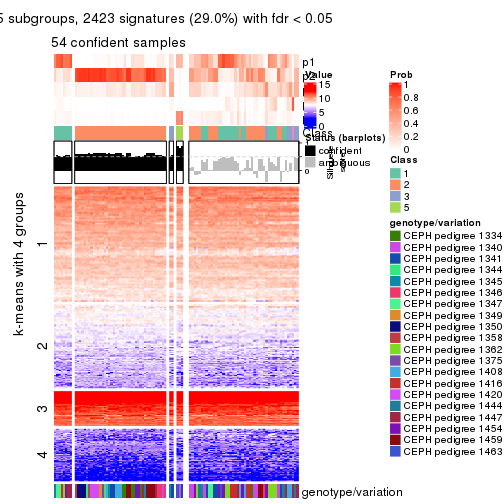 5 subgroups, 2423 signatures (29.0%) with fdr < 0.05
54 confident samples
p1
p2
Value
15
10
5
0
Class
Status (barplots)
confident
ambiguous
Silhouette
score
1
0
k-means with 4 groups
1
2
3
4
genotype/variation
Prob
1
0.8
0.6
0.4
0.2
0
Class
1
2
3
5
genotype/variation
CEPH pedigree 1334
CEPH pedigree 1340
CEPH pedigree 1341
CEPH pedigree 1344
CEPH pedigree 1345
CEPH pedigree 1346
CEPH pedigree 1347
CEPH pedigree 1349
CEPH pedigree 1350
CEPH pedigree 1358
CEPH pedigree 1362
CEPH pedigree 1375
CEPH pedigree 1408
CEPH pedigree 1416
CEPH pedigree 1420
CEPH pedigree 1444
CEPH pedigree 1447
CEPH pedigree 1454
CEPH pedigree 1459
CEPH pedigree 1463